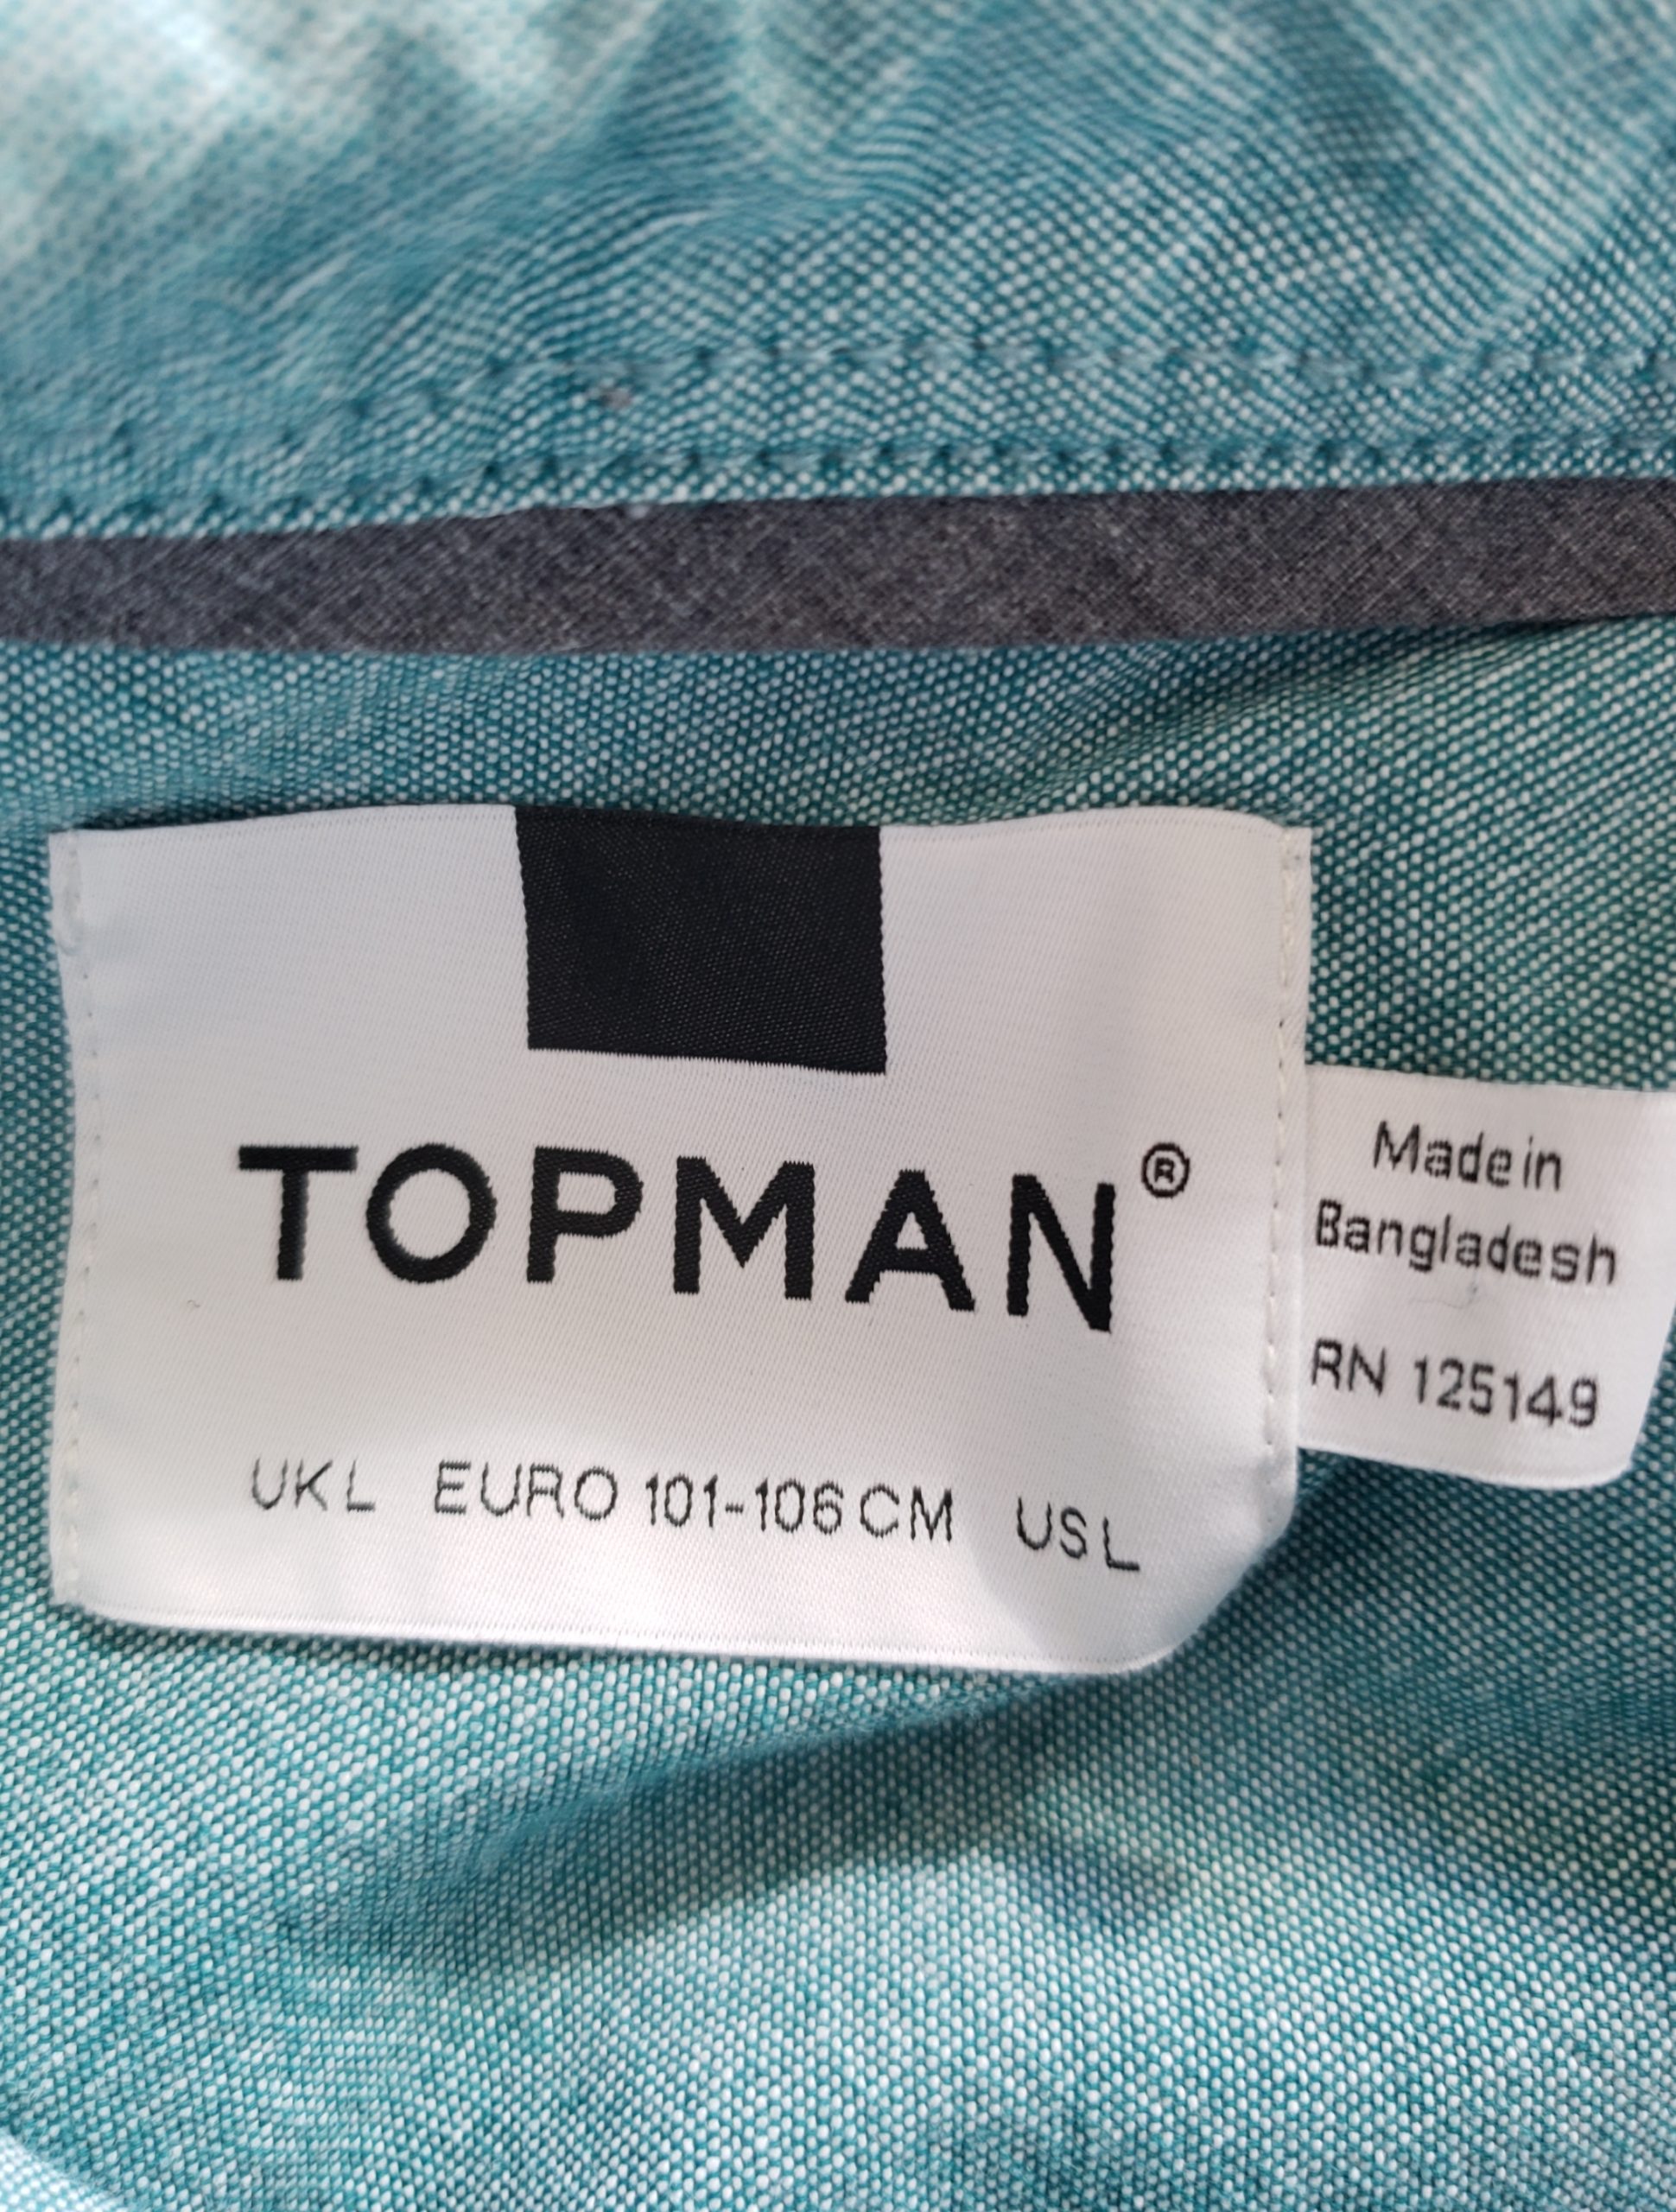 TOPMAN®
UK L EURO 101-106 CM US L
Made in
Bangladesh
RN 125149